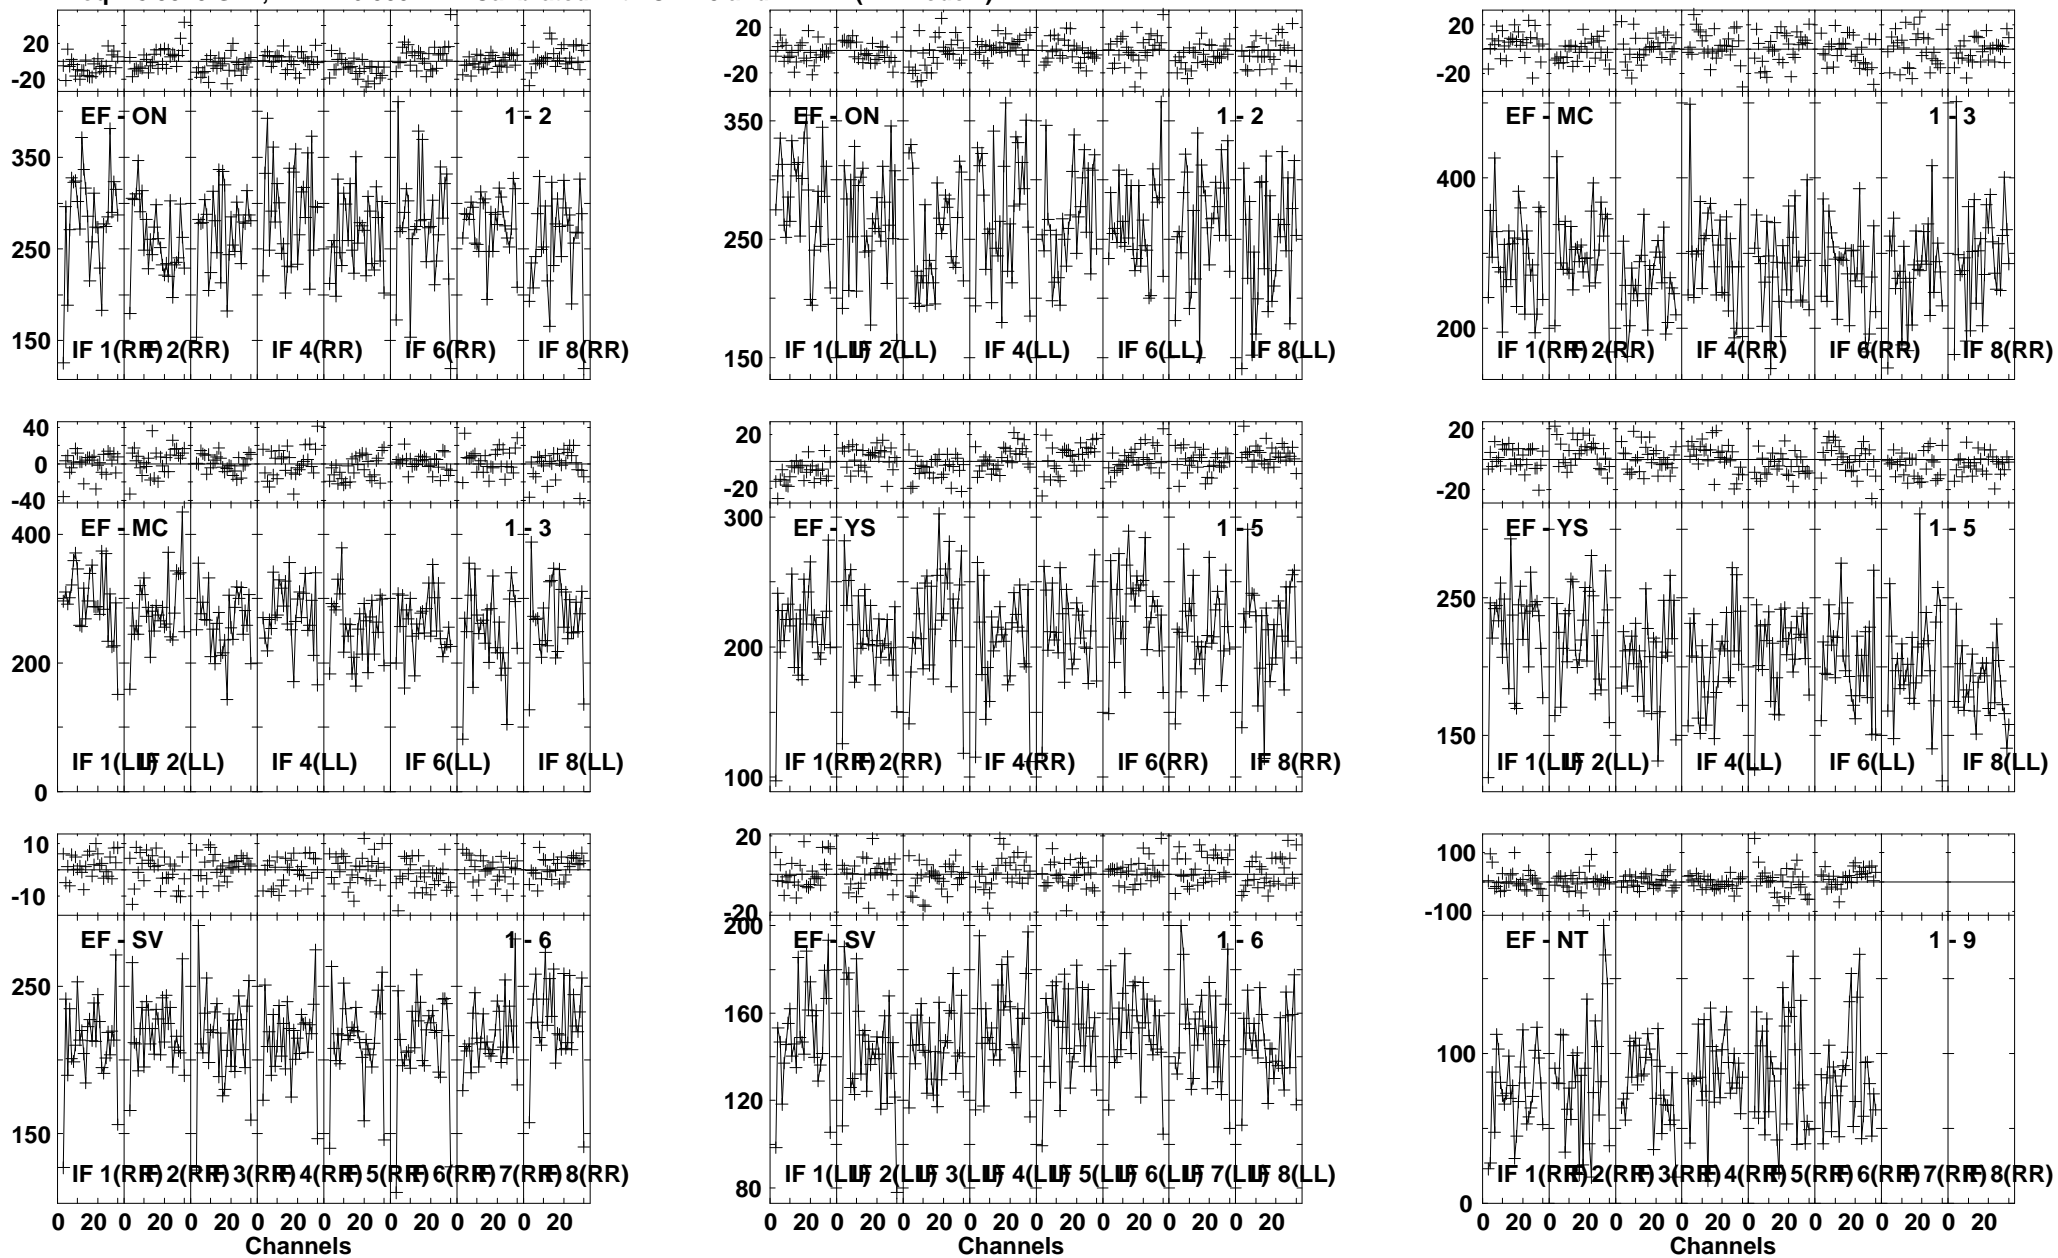 20
-20
EF - ON 1 - 2
350
250
150
IF 1(RR) IF 2(RR) IF 4(RR) IF 6(RR) IF 8(RR)
20
-20
EF - ON 1 - 2
350
250
150
IF 1(LL) IF 2(LL) IF 4(LL) IF 6(LL) IF 8(LL)
20
-20
EF - MC 1 - 3
400
200
IF 1(RR) IF 2(RR) IF 4(RR) IF 6(RR) IF 8(RR)
40
0
-40
EF - MC 1 - 3
400
200
0
IF 1(LL) IF 2(LL) IF 4(LL) IF 6(LL) IF 8(LL)
20
-20
EF - YS 1 - 5
300
200
100
IF 1(RR) IF 2(RR) IF 4(RR) IF 6(RR) IF 8(RR)
20
-20
EF - YS 1 - 5
250
150
IF 1(LL) IF 2(LL) IF 4(LL) IF 6(LL) IF 8(LL)
10
-10
EF - SV 1 - 6
250
150
IF 1(RR) IF 2(RR) IF 3(RR) IF 4(RR) IF 5(RR) IF 6(RR) IF 7(RR) IF 8(RR)
0 20 0 20 0 20 0 20 0 20 0 20 0 20 0 20
Channels
20
-20
EF - SV 1 - 6
200
160
120
80
IF 1(LL) IF 2(LL) IF 3(LL) IF 4(LL) IF 5(LL) IF 6(LL) IF 7(LL) IF 8(LL)
0 20 0 20 0 20 0 20 0 20 0 20 0 20 0 20
Channels
100
-100
EF - NT 1 - 9
100
0
IF 1(RR) IF 2(RR) IF 3(RR) IF 4(RR) IF 5(RR) IF 6(RR) IF 7(RR) IF 8(RR)
0 20 0 20 0 20 0 20 0 20 0 20 0 20 0 20
Channels